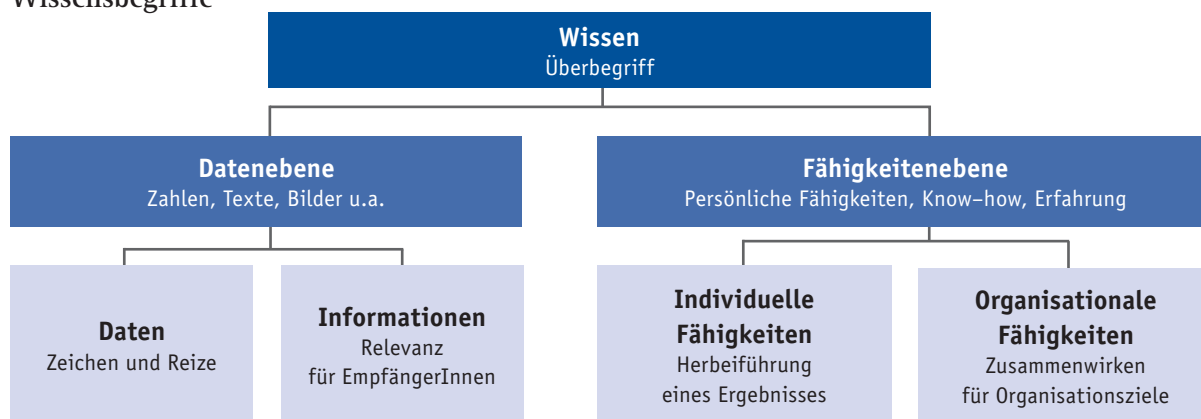 Wissensbegriffe
Wissen
Überbegriff
Datenebene
Zahlen, Texte, Bilder u.a.
Fähigkeitenebene
Persönliche Fähigkeiten, Know-how, Erfahrung
Daten
Zeichen und Reize
Informationen
Relevanz
für EmpfängerInnen
Individuelle
Fähigkeiten
Herbeiführung
eines Ergebnisses
Organisationale
Fähigkeiten
Zusammenwirken
für Organisationsziele